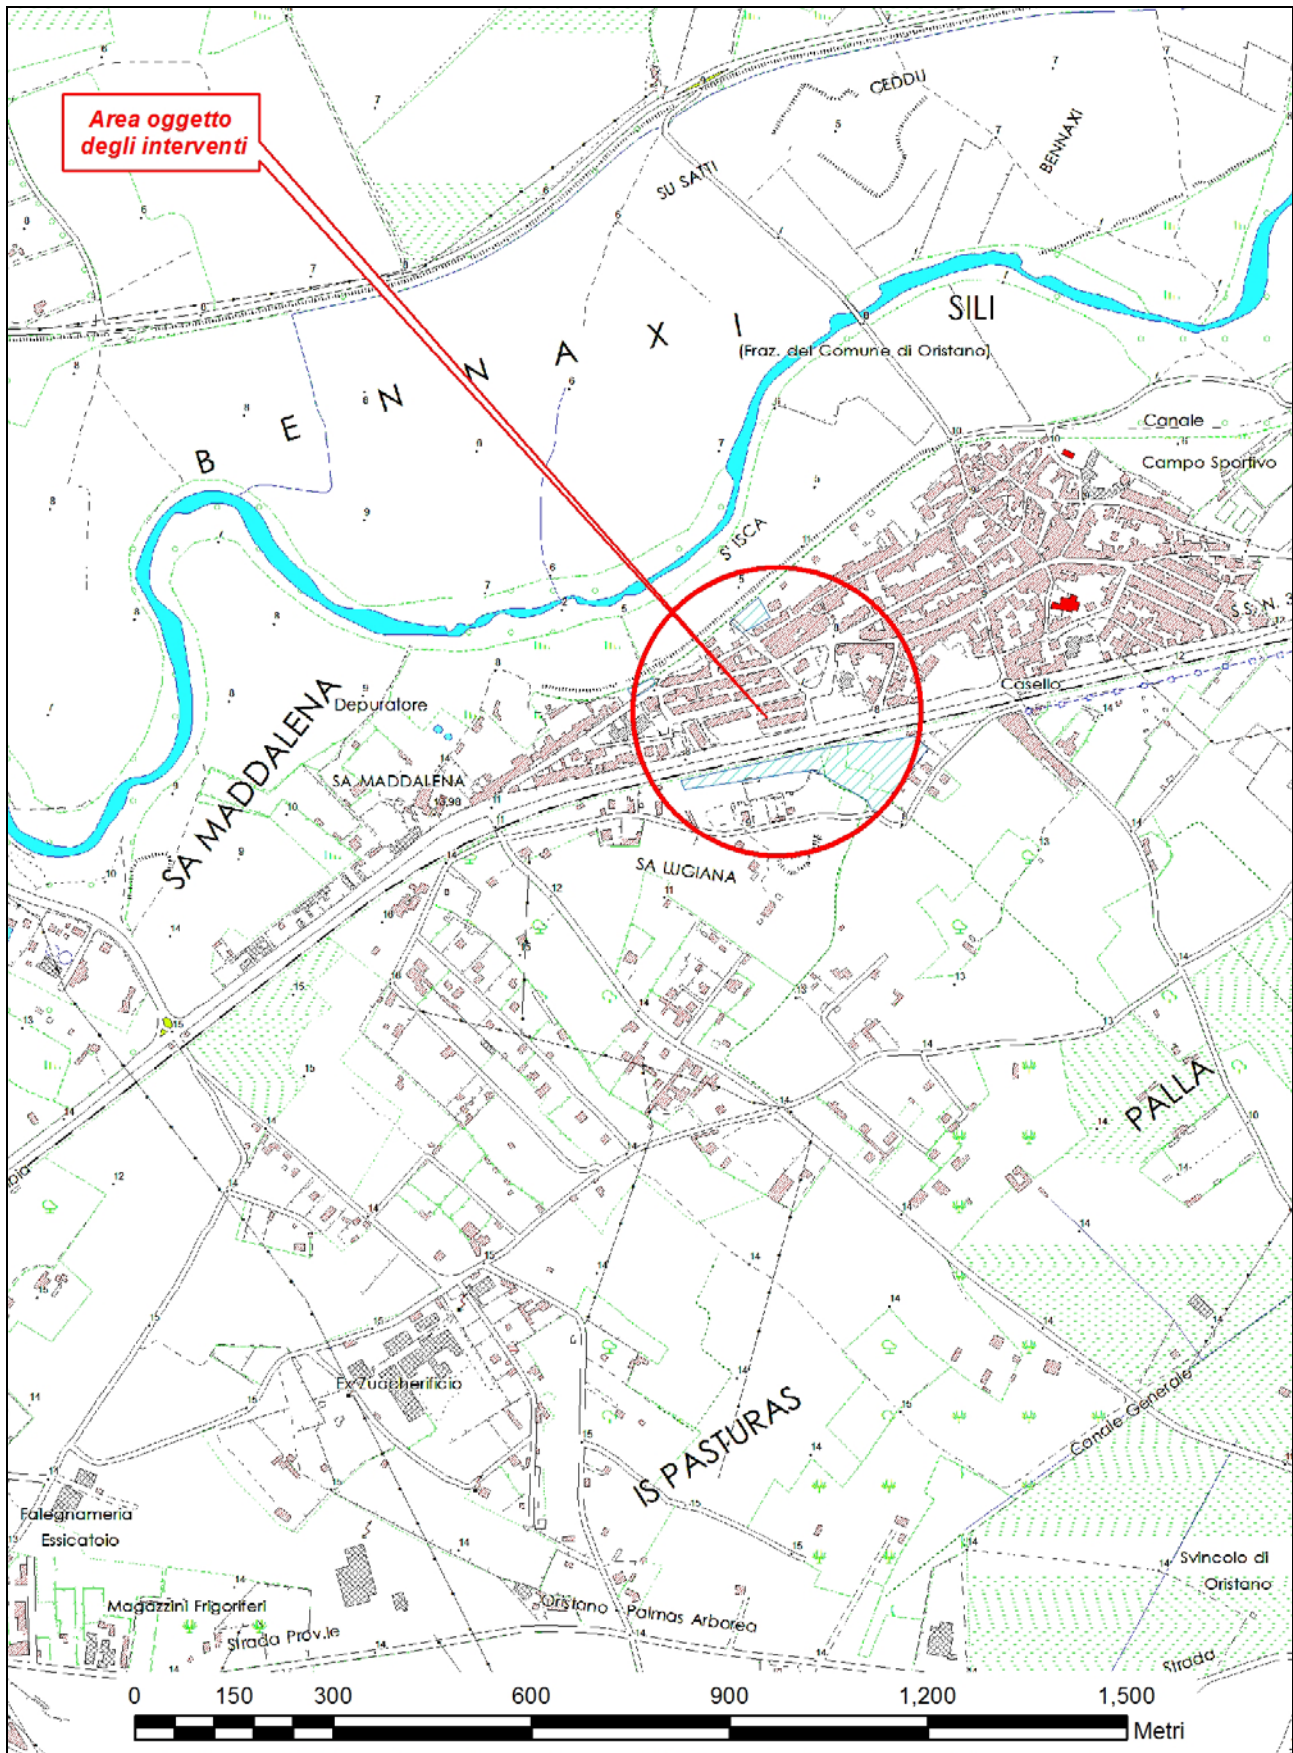 Area oggetto
degli interventi
CEDDU
BENNAXI
SU SATTI
SILI
(Fraz. del Comune di Oristano)
BENNAXI
Canale
Campo Sportivo
S'ISCA
S.S. N. 3
Casello
Depuratore
SA MADDALENA
SA MADDALENA
13,98
SA LUGIANA
PALLA
Ex Zuccherificio
IS PASTURAS
Canale Generale
Falegnameria
Essicatoio
Svincolo di
Oristano
Magazzini Frigoriferi
Strada Prov.le
Oristano - Palmas Arborea
Strada
0 150 300 600 900 1,200 1,500
Metri